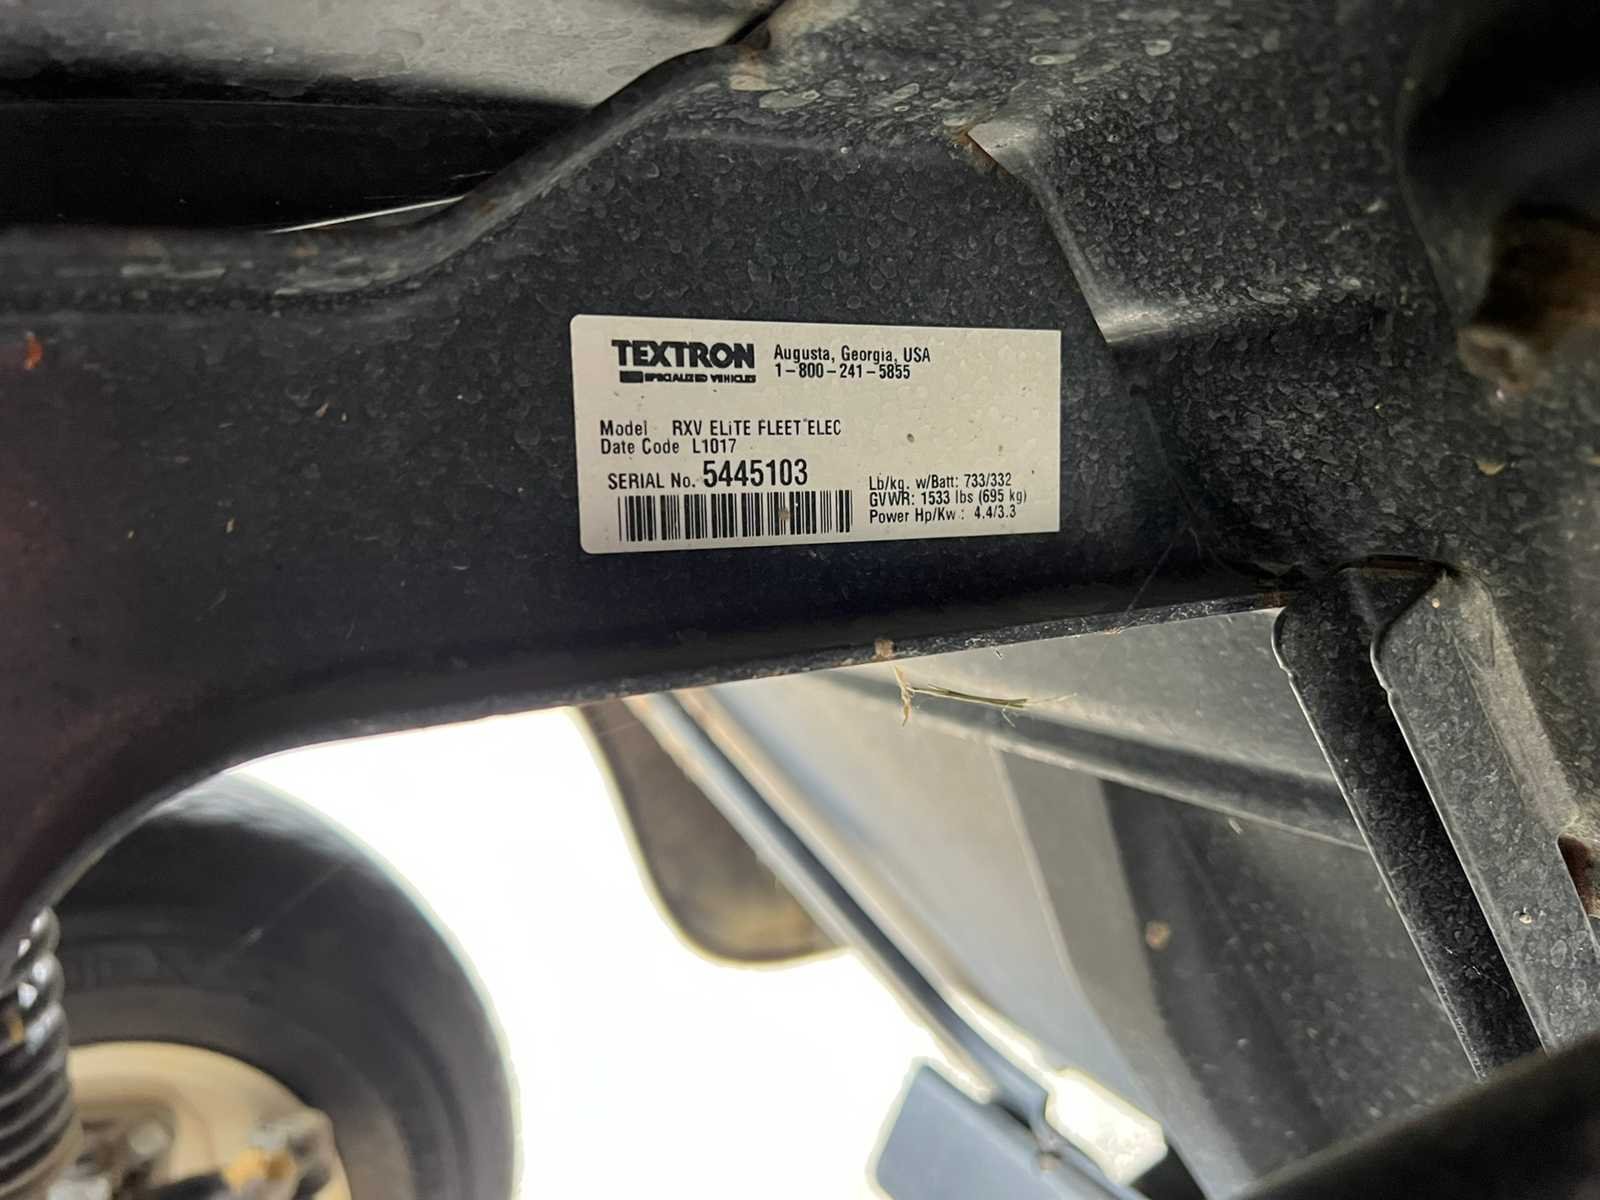 TEXTRON
SPECIALIZED VEHICLES
Augusta, Georgia, USA
1-800-241-5855
Model RXV ELiTE FLEET ELEC
Date Code L1017
SERIAL No. 5445103
Lb/kg. w/Batt: 733/332
GVWR: 1533 lbs (695 kg)
Power Hp/Kw : 4.4/3.3